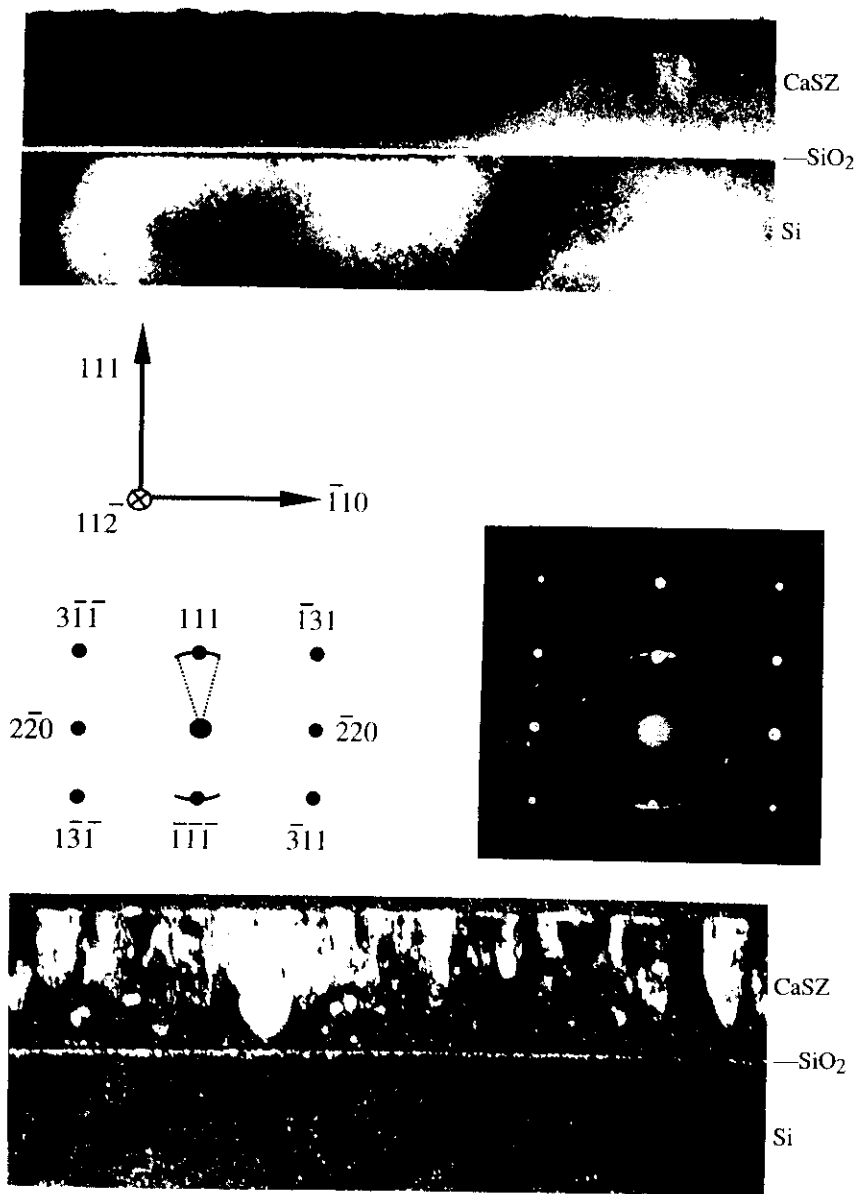 CaSZ
—SiO₂
Si
111
112̄
1̄10
31̄1̄ 111 1̄31
22̄0 2̄20
13̄1̄ 1̄1̄1̄ 3̄11
CaSZ
—SiO₂
Si